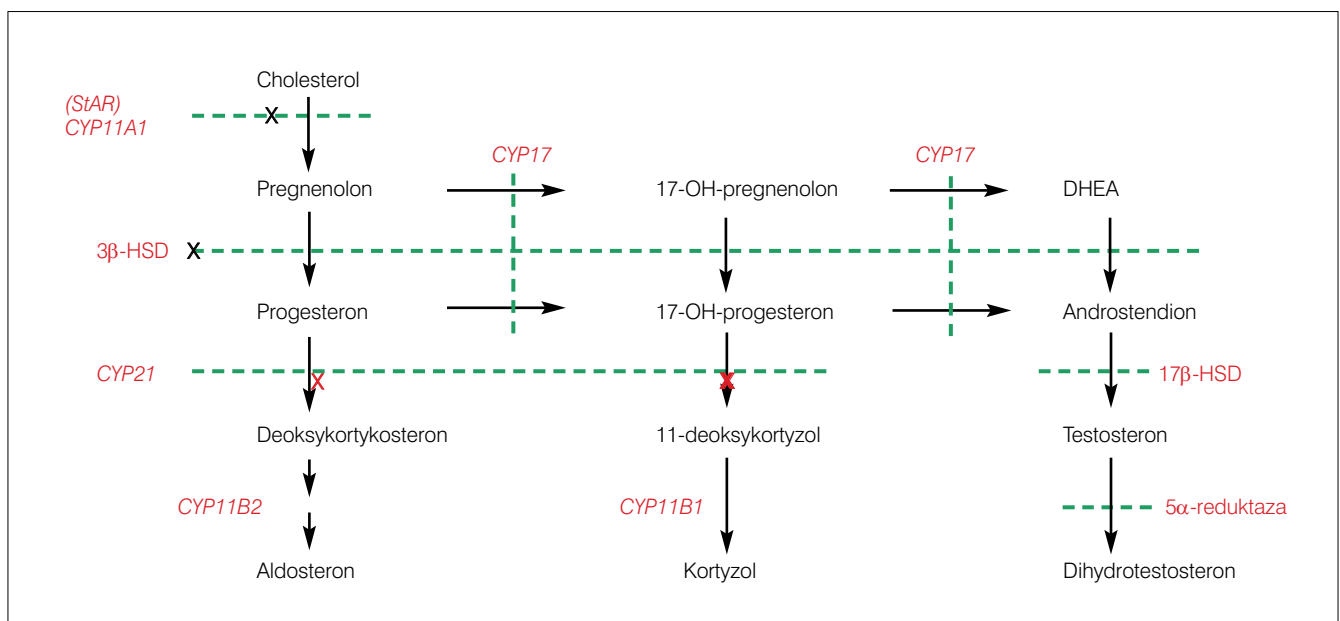 Cholesterol
(StAR)
CYP11A1
X
CYP17
CYP17
Pregnenolon
17-OH-pregnenolon
DHEA
3β-HSD
X
Progesteron
17-OH-progesteron
Androstendion
CYP21
X
X
17β-HSD
Deoksykortykosteron
11-deoksykortyzol
Testosteron
CYP11B2
CYP11B1
5α-reduktaza
Aldosteron
Kortyzol
Dihydrotestosteron